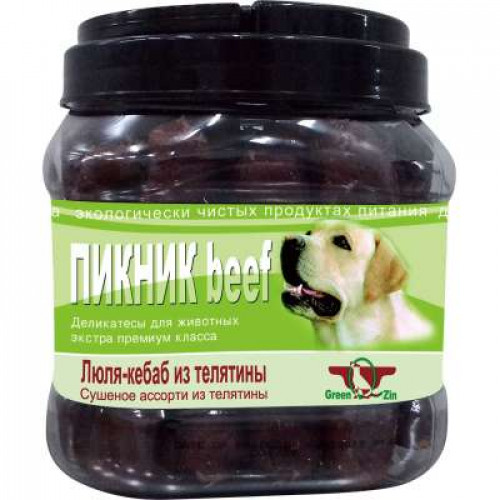 а экологически чистых продуктах питания д
ПИКНИК beef
Деликатесы для животных
экстра премиум класса
Люля-кебаб из телятины
Сушеное ассорти из телятины
Green Zin